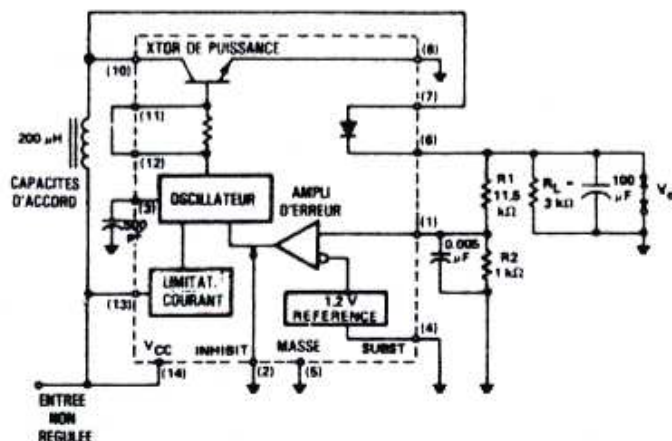 XTOR DE PUISSANCE
(10)
(8)
(7)
(11)
200 µH
(12)
(6)
CAPACITES
D'ACCORD
OSCILLATEUR
AMPLI
D'ERREUR
R1
11,5
kΩ
RL =
3 kΩ
100
µF
(3)
(1)
0.005
µF
R2
1 kΩ
LIMITAT.
COURANT
(13)
1.2 V
REFERENCE
(4)
VCC
INHIBIT
MASSE
SUBST
(14)
(2)
(5)
ENTREE
NON
REGULEE